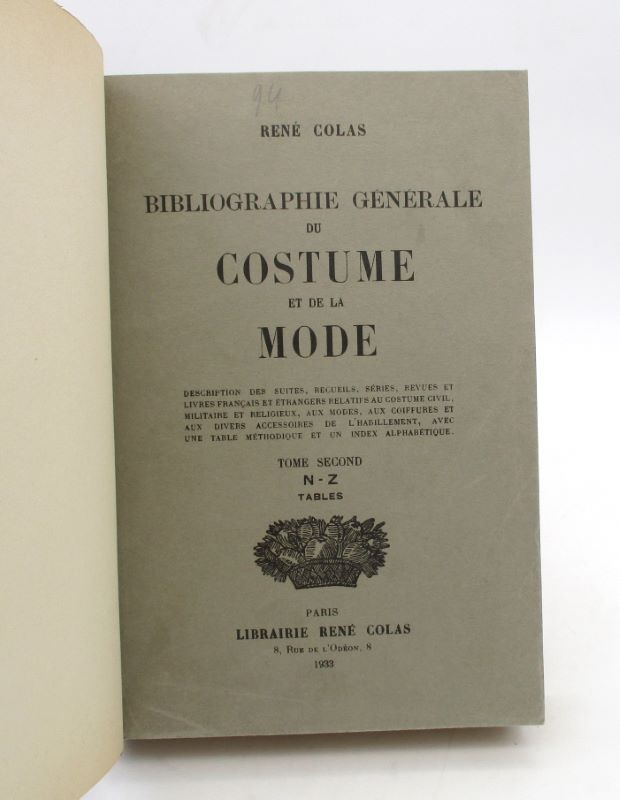 94
RENÉ COLAS
BIBLIOGRAPHIE GÉNÉRALE
DU
COSTUME
ET DE LA
MODE
DESCRIPTION DES SUITES, RECUEILS, SÉRIES, REVUES ET
LIVRES FRANÇAIS ET ÉTRANGERS RELATIFS AU COSTUME CIVIL,
MILITAIRE ET RELIGIEUX, AUX MODES, AUX COIFFURES ET
AUX DIVERS ACCESSOIRES DE L'HABILLEMENT, AVEC
UNE TABLE MÉTHODIQUE ET UN INDEX ALPHABÉTIQUE.
TOME SECOND
N - Z
TABLES
PARIS
LIBRAIRIE RENÉ COLAS
8, RUE DE L'ODÉON, 8
1933